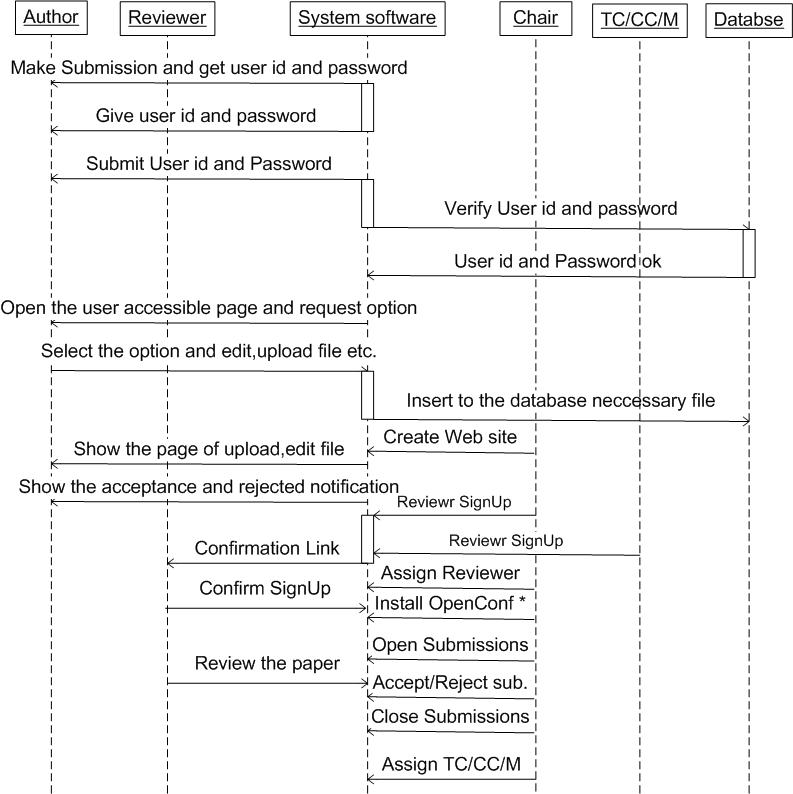 Author
Reviewer
System software
Chair
TC/CC/M
Databse
Make Submission and get user id and password
Give user id and password
Submit User id and Password
Verify User id and password
User id and Password ok
Open the user accessible page and request option
Select the option and edit,upload file etc.
Insert to the database neccessary file
Create Web site
Show the page of upload,edit file
Show the acceptance and rejected notification
Reviewr SignUp
Reviewr SignUp
Confirmation Link
Assign Reviewer
Confirm SignUp
Install OpenConf *
Open Submissions
Review the paper
Accept/Reject sub.
Close Submissions
Assign TC/CC/M